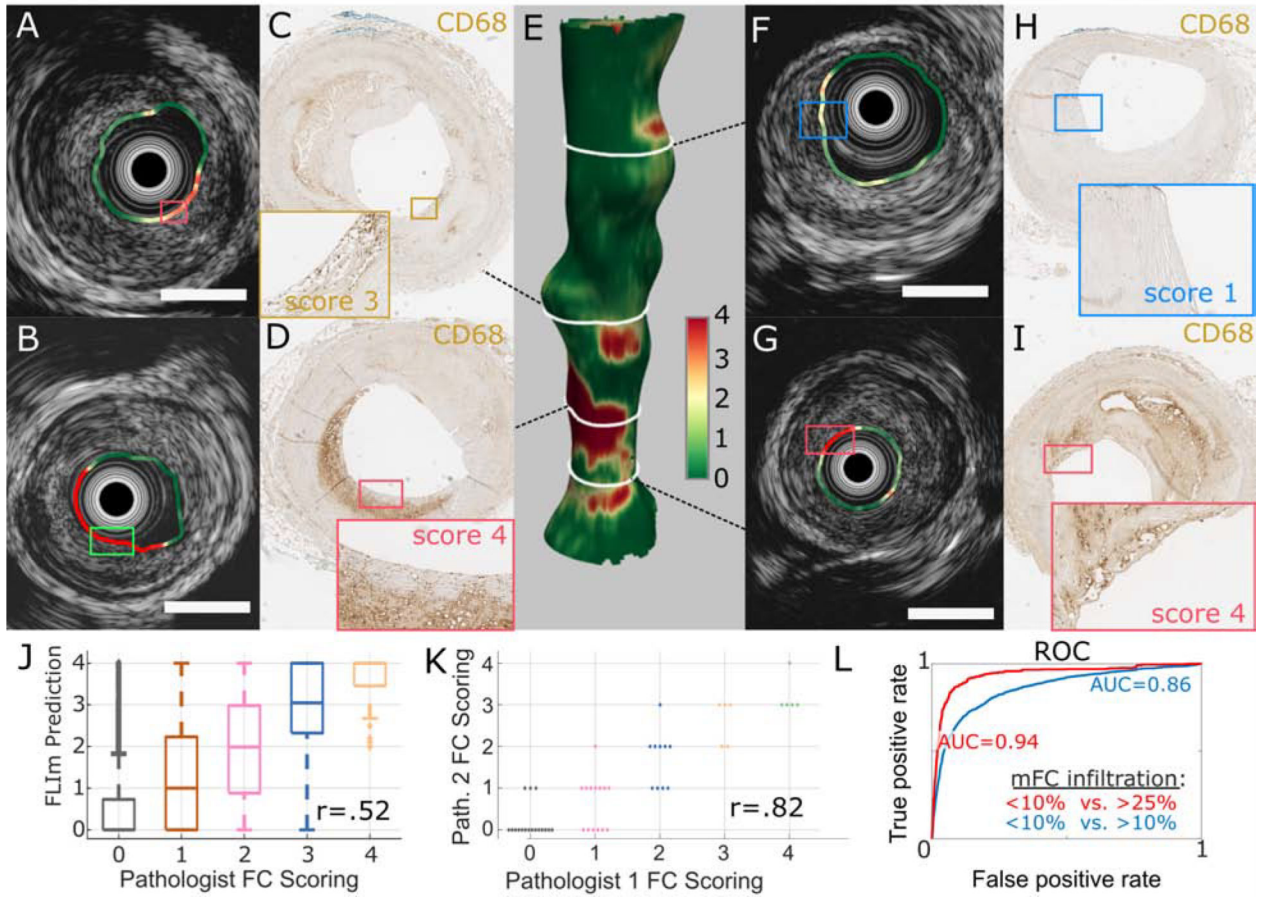 A
C
CD68
E
F
H
CD68
score 3
score 1
B
D
CD68
4
3
2
1
0
G
I
CD68
score 4
score 4
J
FLIm Prediction
4
3
2
1
0
r=.52
0 1 2 3 4
Pathologist FC Scoring
K
Path. 2 FC Scoring
4
3
2
1
0
r=.82
0 1 2 3 4
Pathologist 1 FC Scoring
L
ROC
True positive rate
1
AUC=0.86
AUC=0.94
mFC infiltration:
<10% vs. >25%
<10% vs. >10%
0 1
False positive rate